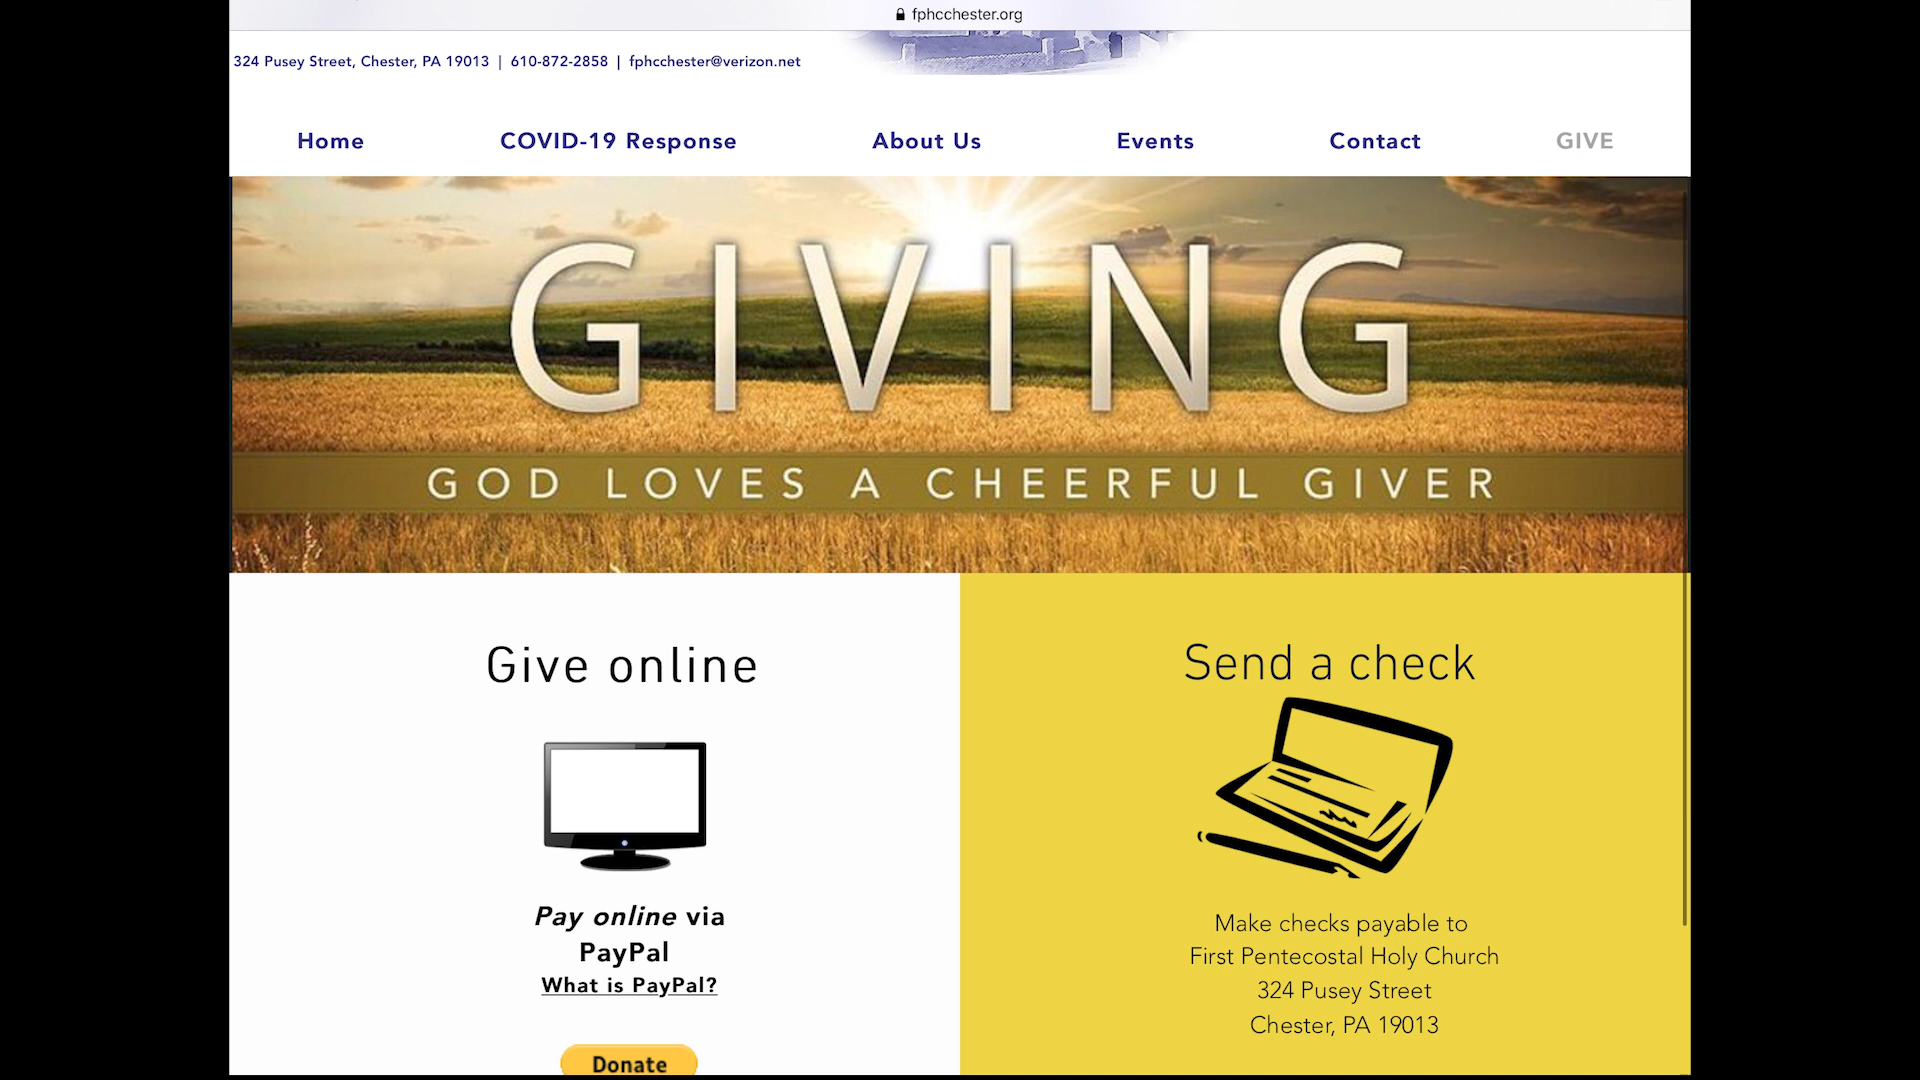 fphcchester.org
324 Pusey Street, Chester, PA 19013 | 610-872-2858 | fphcchester@verizon.net
Home COVID-19 Response About Us Events Contact GIVE
GIVING
GOD LOVES A CHEERFUL GIVER
Give online
Pay online via
PayPal
What is PayPal?
Donate
Send a check
Make checks payable to
First Pentecostal Holy Church
324 Pusey Street
Chester, PA 19013